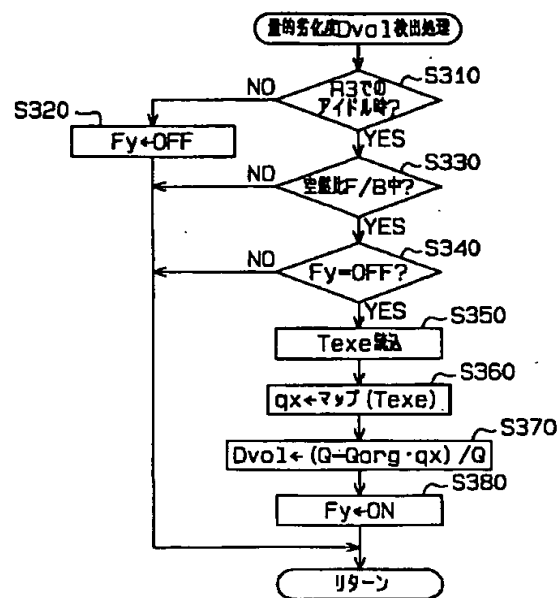 量的劣化度Dval検出処理
S310
A3での
アイドル時?
NO
YES
S320
Fy←OFF
S330
空燃比F/B中?
NO
YES
S340
Fy=OFF?
NO
YES
S350
Texe読込
S360
qx←マップ(Texe)
S370
Dvol←(Q-Qorg·qx)/Q
S380
Fy←ON
リターン